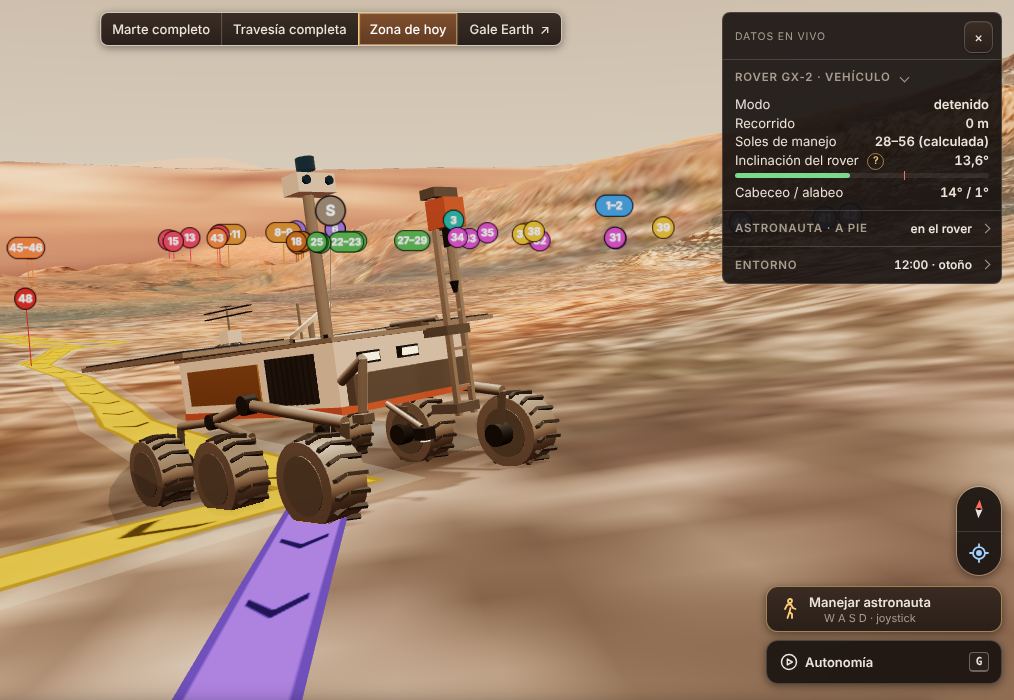 Marte completo
Travesía completa
Zona de hoy
Gale Earth ↗
DATOS EN VIVO
×
ROVER GX-2 · VEHÍCULO
Modo detenido
Recorrido 0 m
Soles de manejo 28–56 (calculada)
Inclinación del rover ? 13,6°
Cabeceo / alabeo 14° / 1°
ASTRONAUTA · A PIE en el rover
ENTORNO 12:00 · otoño
S
1-2
3
45-46
15
13
43
8-9
18
25
22-23
27-29
34
35
38
31
39
48
Manejar astronauta
W A S D · joystick
Autonomía G